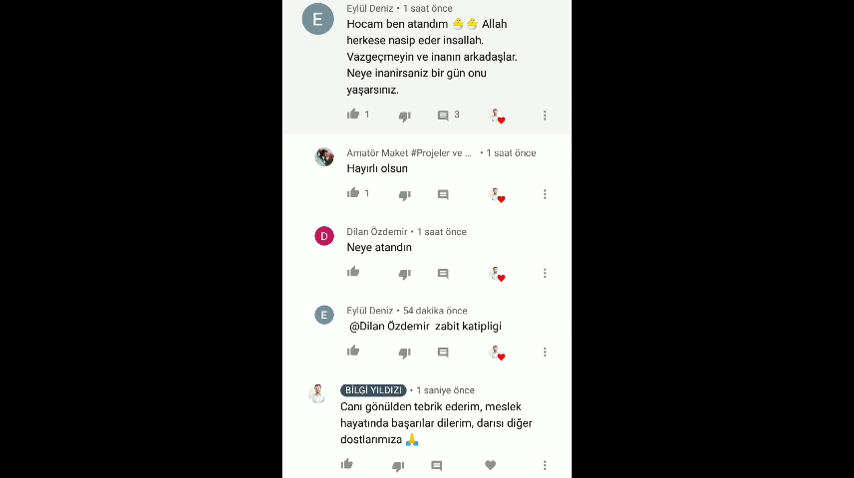 Eylül Deniz • 1 saat önce
Hocam ben atandım 🐣🐣 Allah
herkese nasip eder insallah.
Vazgeçmeyin ve inanın arkadaşlar.
Neye inanirsaniz bir gün onu
yaşarsınız.
1 3
Amatör Maket #Projeler ve ... • 1 saat önce
Hayırlı olsun
1
Dilan Özdemir • 1 saat önce
Neye atandın
Eylül Deniz • 54 dakika önce
@Dilan Özdemir zabit katipligi
BİLGİ YILDIZI • 1 saniye önce
Canı gönülden tebrik ederim, meslek
hayatında başarılar dilerim, darısı diğer
dostlarımıza 🙏